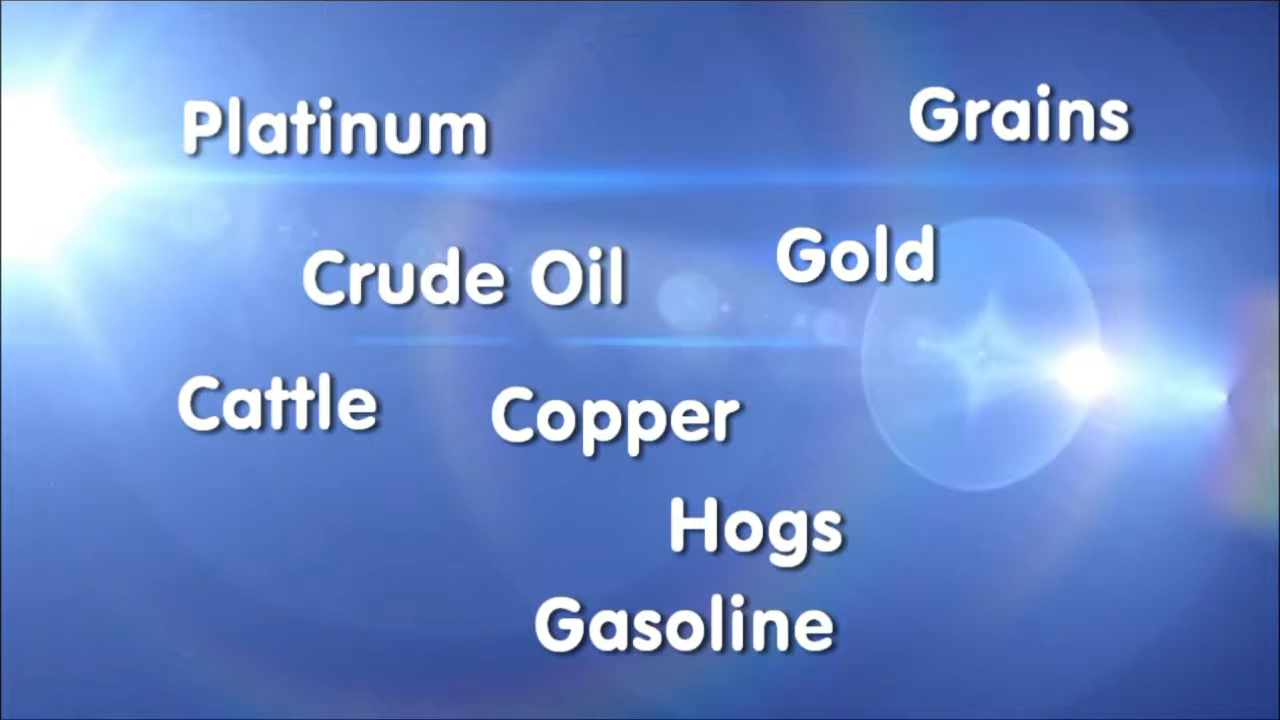 Platinum
Grains
Crude Oil
Gold
Cattle
Copper
Hogs
Gasoline